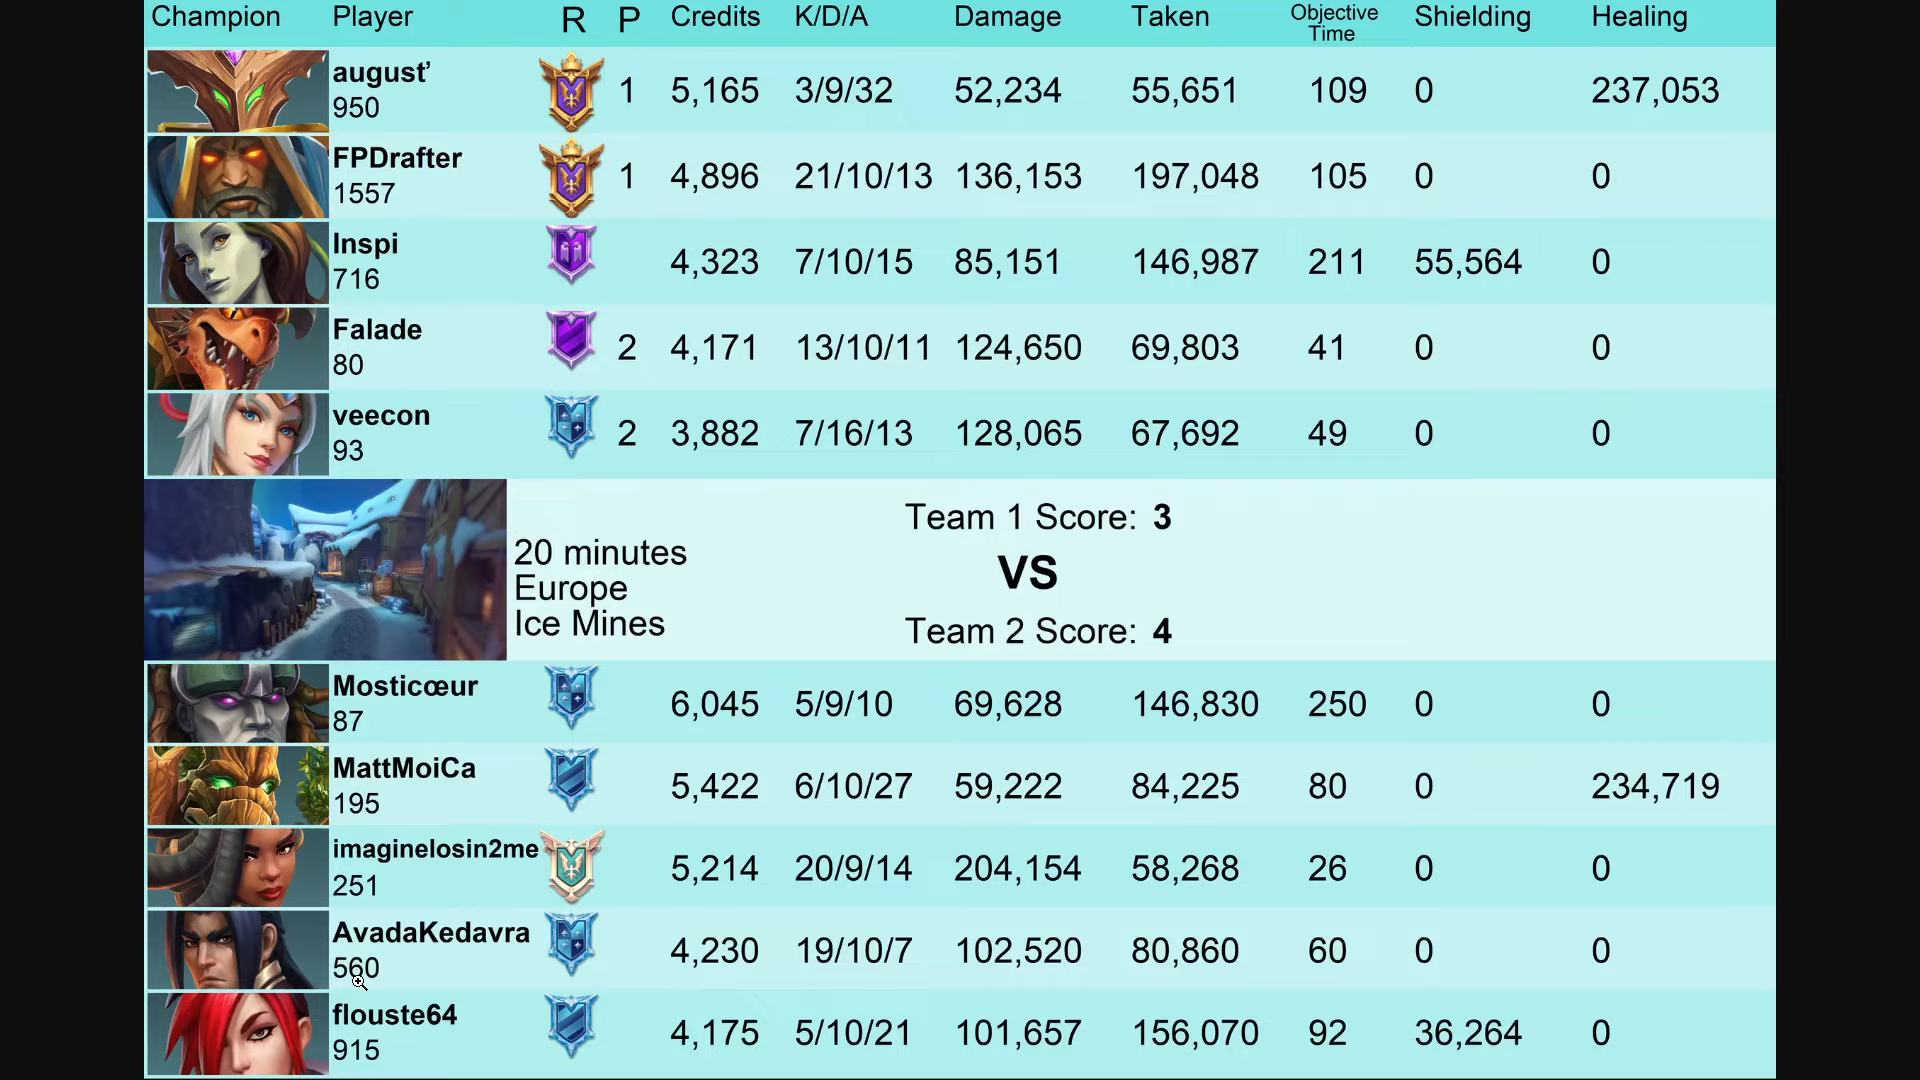 Champion Player R P Credits K/D/A Damage Taken Objective Time Shielding Healing
augusť
950
1 5,165 3/9/32 52,234 55,651 109 0 237,053
FPDrafter
1557
1 4,896 21/10/13 136,153 197,048 105 0 0
Inspi
716
4,323 7/10/15 85,151 146,987 211 55,564 0
Falade
80
2 4,171 13/10/11 124,650 69,803 41 0 0
veecon
93
2 3,882 7/16/13 128,065 67,692 49 0 0
20 minutes
Europe
Ice Mines
Team 1 Score: 3
VS
Team 2 Score: 4
Mosticœur
87
6,045 5/9/10 69,628 146,830 250 0 0
MattMoiCa
195
5,422 6/10/27 59,222 84,225 80 0 234,719
imaginelosin2me
251
5,214 20/9/14 204,154 58,268 26 0 0
AvadaKedavra
560
4,230 19/10/7 102,520 80,860 60 0 0
flouste64
915
4,175 5/10/21 101,657 156,070 92 36,264 0